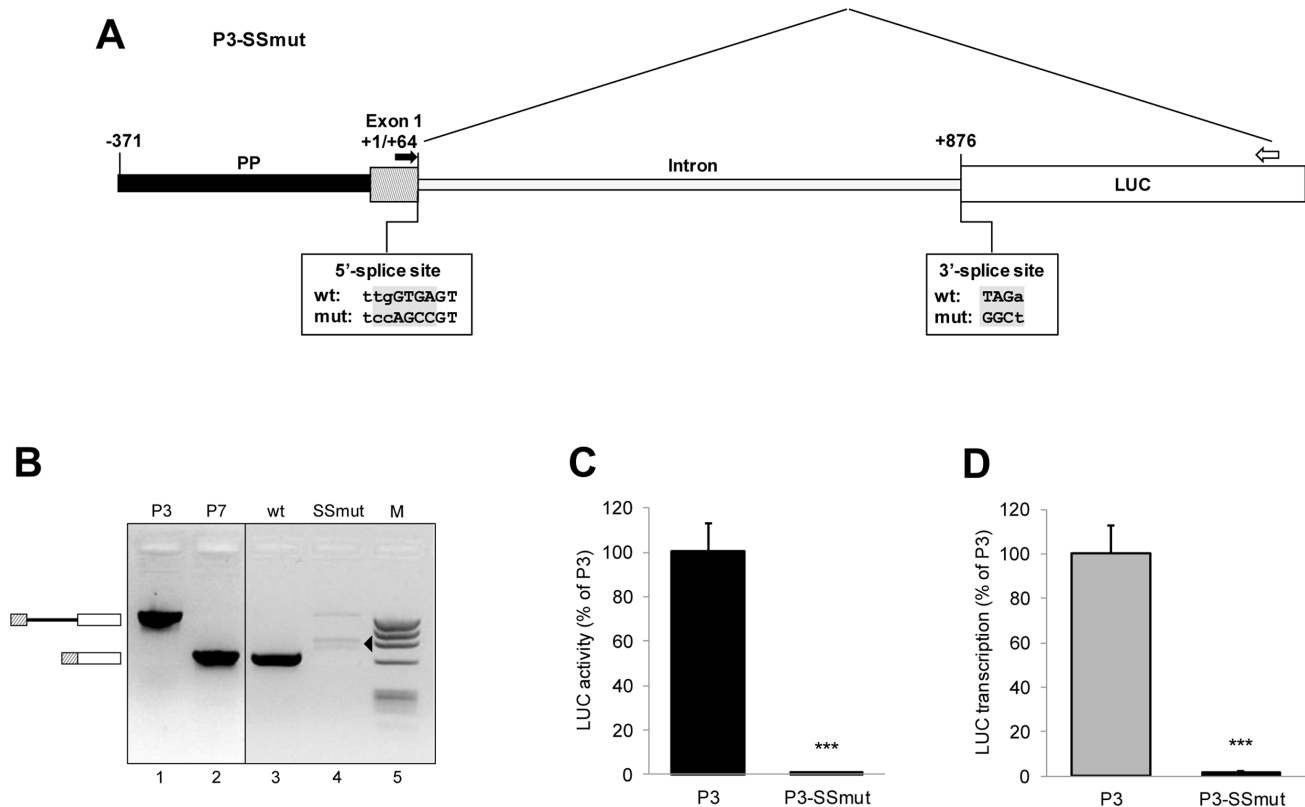 A
P3-SSmut
Exon 1
-371
+1/+64
+876
PP
Intron
LUC
5’-splice site
wt: ttgGTGAGT
mut: tccAGCCGT
3’-splice site
wt: TAGa
mut: GGCt
B
P3 P7 wt SSmut M
1 2 3 4 5
C
LUC activity (% of P3)
120
100
80
60
40
20
0
***
P3 P3-SSmut
D
LUC transcription (% of P3)
120
100
80
60
40
20
0
***
P3 P3-SSmut